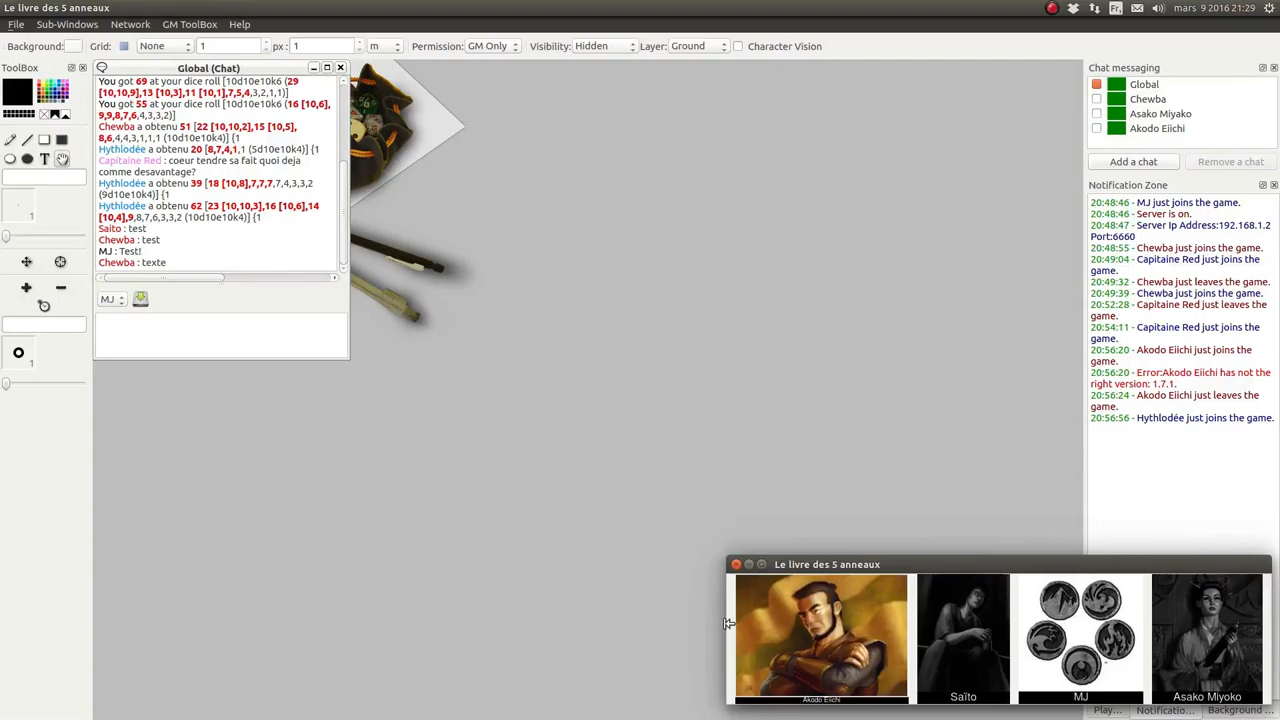 Le livre des 5 anneaux
Fr
mars 9 2016 21:29
File Sub-Windows Network GM ToolBox Help
Background: Grid: None 1 px : 1 m Permission: GM Only Visibility: Hidden Layer: Ground Character Vision
ToolBox
1
1
Global (Chat)
You got 69 at your dice roll [10d10e10k6 (29
[10,10,9],13 [10,3],11 [10,1],7,5,4,3,2,1,1)]
You got 55 at your dice roll [10d10e10k6 (16 [10,6],
9,9,8,7,6,4,3,3,2)]
Chewba a obtenu 51 [22 [10,10,2],15 [10,5],
8,6,4,4,3,1,1,1 (10d10e10k4)] {1
Hythlodée a obtenu 20 [8,7,4,1,1 (5d10e10k4)] {1
Capitaine Red : coeur tendre sa fait quoi deja
comme desavantage?
Hythlodée a obtenu 39 [18 [10,8],7,7,7,7,4,3,3,2
(9d10e10k4)] {1
Hythlodée a obtenu 62 [23 [10,10,3],16 [10,6],14
[10,4],9,8,7,6,3,3,2 (10d10e10k4)] {1
Saito : test
Chewba : test
MJ : Test!
Chewba : texte
MJ
Chat messaging
Global
Chewba
Asako Miyoko
Akodo Eiichi
Add a chat Remove a chat
Notification Zone
20:48:46 - MJ just joins the game.
20:48:46 - Server is on.
20:48:47 - Server Ip Address:192.168.1.2
Port:6660
20:48:55 - Chewba just joins the game.
20:49:04 - Capitaine Red just joins the
game.
20:49:32 - Chewba just leaves the game.
20:49:39 - Chewba just joins the game.
20:52:28 - Capitaine Red just leaves the
game.
20:54:11 - Capitaine Red just joins the
game.
20:56:20 - Akodo Eiichi just joins the
game.
20:56:20 - Error:Akodo Eiichi has not the
right version: 1.7.1.
20:56:24 - Akodo Eiichi just leaves the
game.
20:56:56 - Hythlodée just joins the game.
Le livre des 5 anneaux
Akodo Eiichi
Saïto
MJ
Asako Miyoko
Play... Notificatio... Background ...